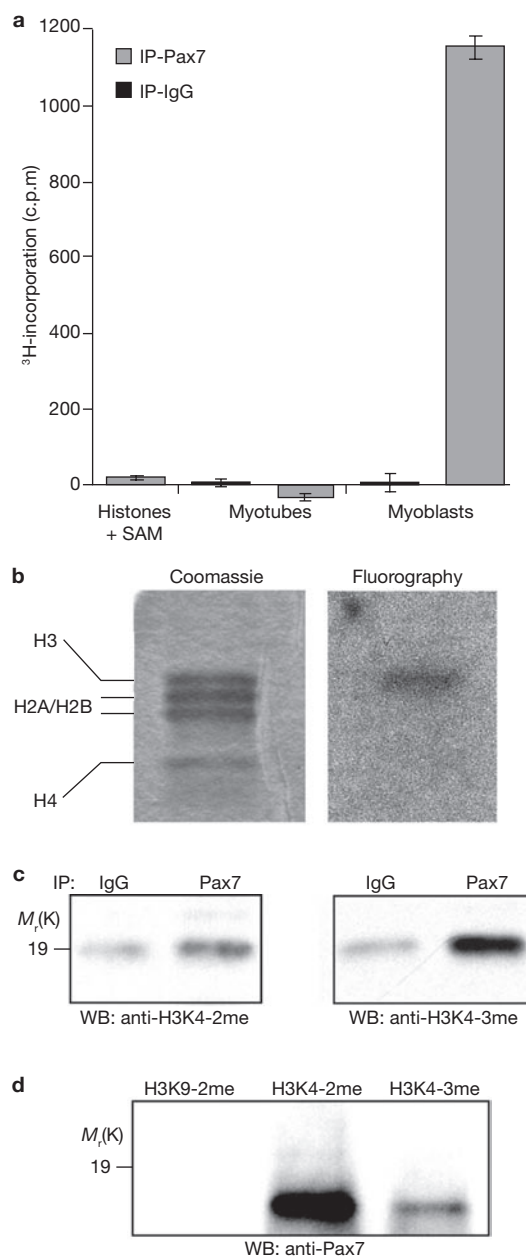 a
1200
1000
800
600
400
200
0
³H-incorporation (c.p.m)
IP-Pax7
IP-IgG
Histones + SAM
Myotubes
Myoblasts
b
Coomassie
Fluorography
H3
H2A/H2B
H4
c
IP: IgG Pax7
IgG Pax7
Mr(K)
19
WB: anti-H3K4-2me
WB: anti-H3K4-3me
d
H3K9-2me H3K4-2me H3K4-3me
Mr(K)
19
WB: anti-Pax7